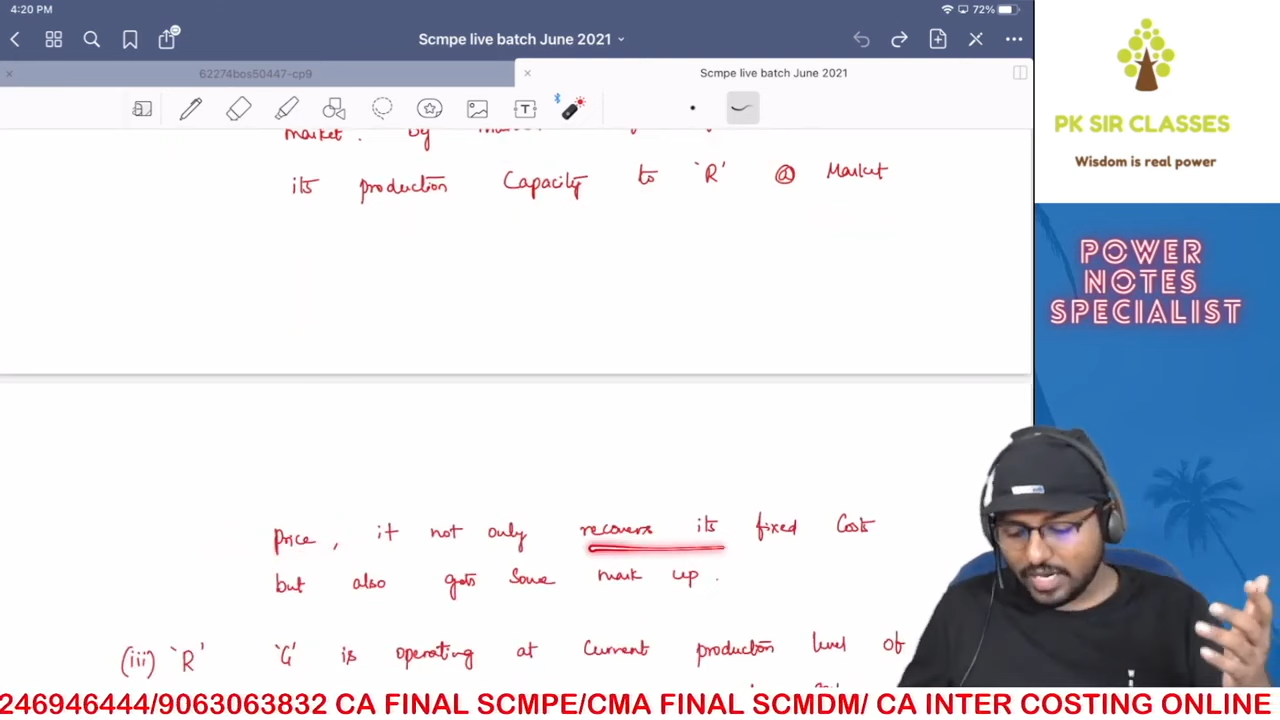 4:20 PM
72%
Scmpe live batch June 2021
62274bos50447-cp9
Scmpe live batch June 2021
market. By
its production Capacity to 'R' @ Market
Price, it not only recovers its fixed Costs
but also gets Some mark up.
(iii) 'R' 'G' is operating at Current production level of
PK SIR CLASSES
Wisdom is real power
POWER
NOTES
SPECIALIST
246946444/9063063832 CA FINAL SCMPE/CMA FINAL SCMDM/ CA INTER COSTING ONLINE